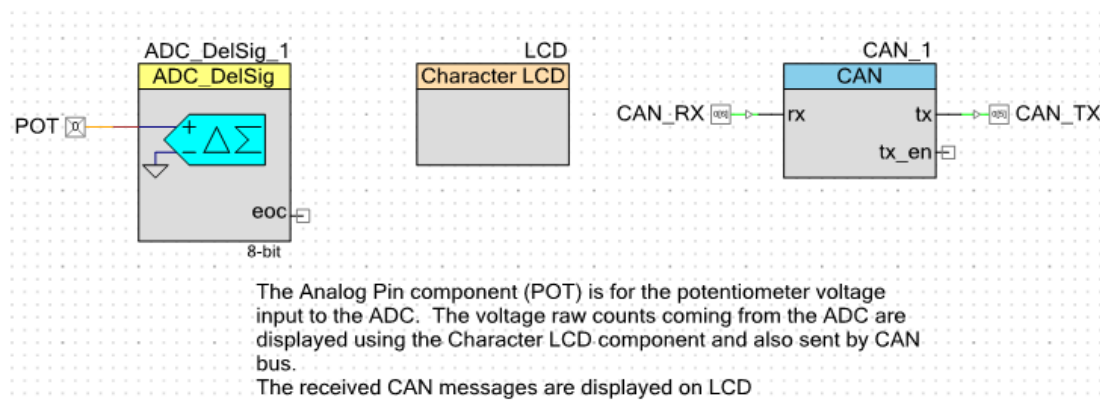 ADC_DelSig_1
ADC_DelSig
POT
+
ΔΣ
−
eoc
8-bit
LCD
Character LCD
CAN_1
CAN
CAN_RX
rx
tx
CAN_TX
tx_en
The Analog Pin component (POT) is for the potentiometer voltage
input to the ADC.  The voltage raw counts coming from the ADC are
displayed using the Character LCD component and also sent by CAN
bus.
The received CAN messages are displayed on LCD